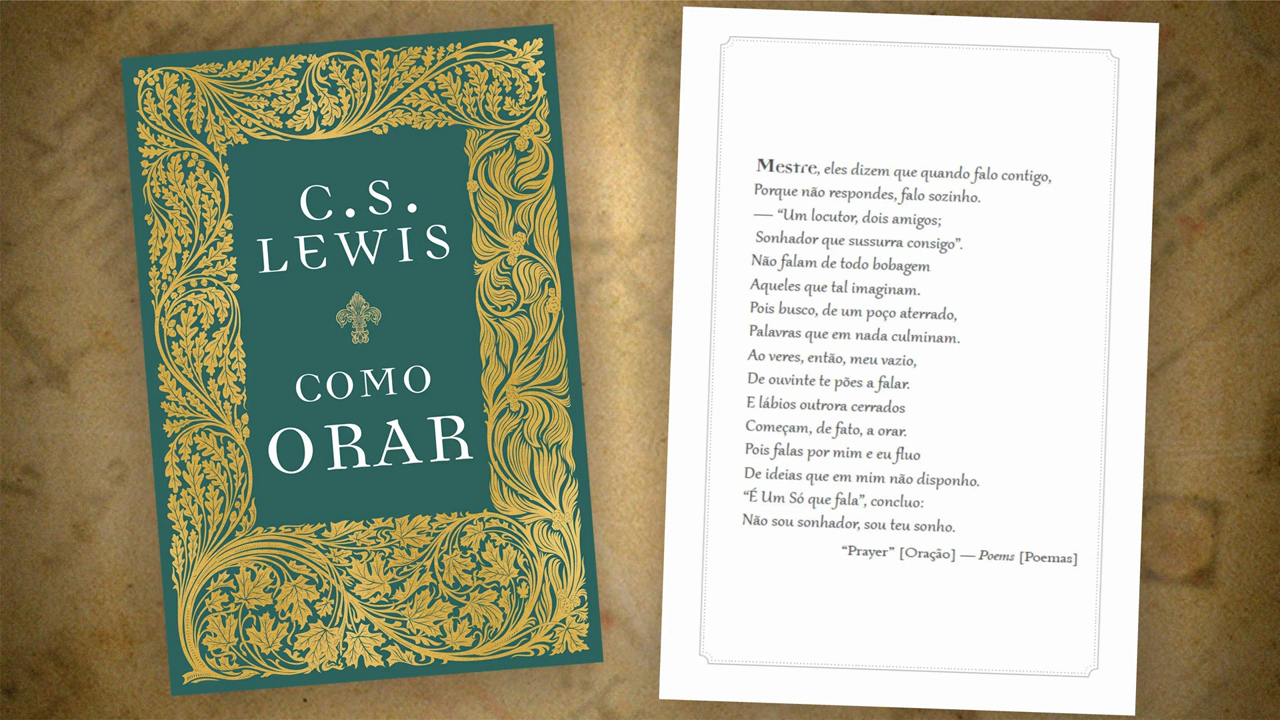 C.S.
LEWIS
COMO
ORAR
Mestre, eles dizem que quando falo contigo,
Porque não respondes, falo sozinho.
— “Um locutor, dois amigos;
Sonhador que sussurra consigo”.
Não falam de todo bobagem
Aqueles que tal imaginam.
Pois busco, de um poço aterrado,
Palavras que em nada culminam.
Ao veres, então, meu vazio,
De ouvinte te pões a falar.
E lábios outrora cerrados
Começam, de fato, a orar.
Pois falas por mim e eu fluo
De ideias que em mim não disponho.
“É Um Só que fala”, concluo:
Não sou sonhador, sou teu sonho.
“Prayer” [Oração] — Poems [Poemas]